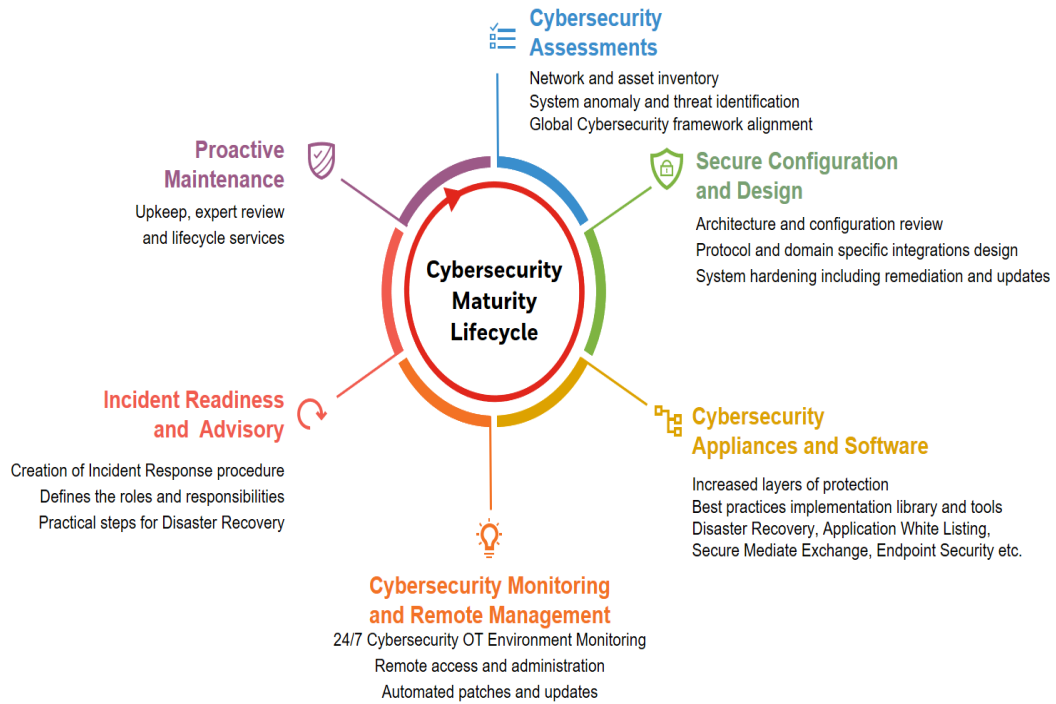 Cybersecurity
Assessments
Network and asset inventory
System anomaly and threat identification
Global Cybersecurity framework alignment
Secure Configuration
and Design
Architecture and configuration review
Protocol and domain specific integrations design
System hardening including remediation and updates
Cybersecurity
Appliances and Software
Increased layers of protection
Best practices implementation library and tools
Disaster Recovery, Application White Listing,
Secure Mediate Exchange, Endpoint Security etc.
Cybersecurity Monitoring
and Remote Management
24/7 Cybersecurity OT Environment Monitoring
Remote access and administration
Automated patches and updates
Incident Readiness
and Advisory
Creation of Incident Response procedure
Defines the roles and responsibilities
Practical steps for Disaster Recovery
Proactive
Maintenance
Upkeep, expert review
and lifecycle services
Cybersecurity
Maturity
Lifecycle